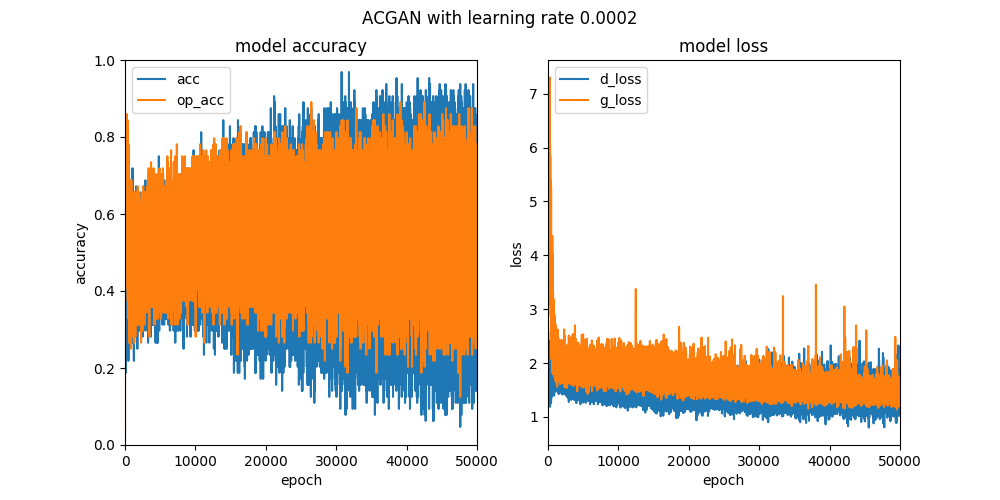 ACGAN with learning rate 0.0002
model accuracy
acc
op_acc
1.0
0.8
0.6
0.4
0.2
0.0
accuracy
0 10000 20000 30000 40000 50000
epoch
model loss
d_loss
g_loss
7
6
5
4
3
2
1
loss
0 10000 20000 30000 40000 50000
epoch